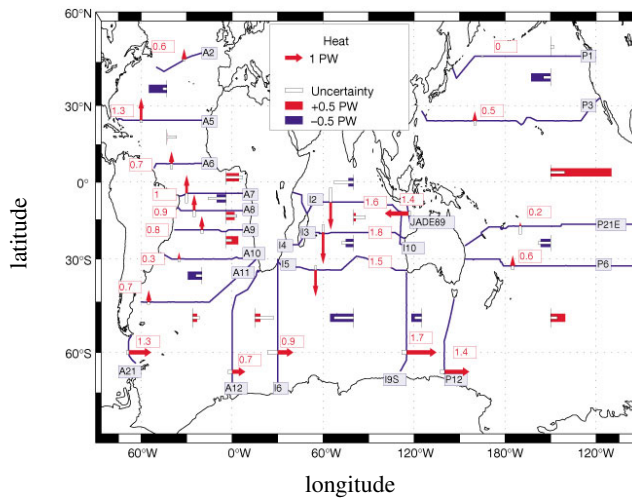 60°N
30°N
0°
30°S
60°S
latitude
Heat
1 PW
Uncertainty
+0.5 PW
−0.5 PW
0.6
A2
0
P1
1.3
A5
0.5
P3
0.7
A6
1
A7
0.9
A8
0.8
A9
0.3
A10
A11
0.7
I2
1.6
1.4
JADE89
I3
1.8
I4
I10
I5
1.5
0.2
P21E
0.6
P6
1.3
A21
0.7
A12
0.9
I6
1.7
I9S
1.4
P12
60°W
0°W
60°E
120°E
180°W
120°W
longitude